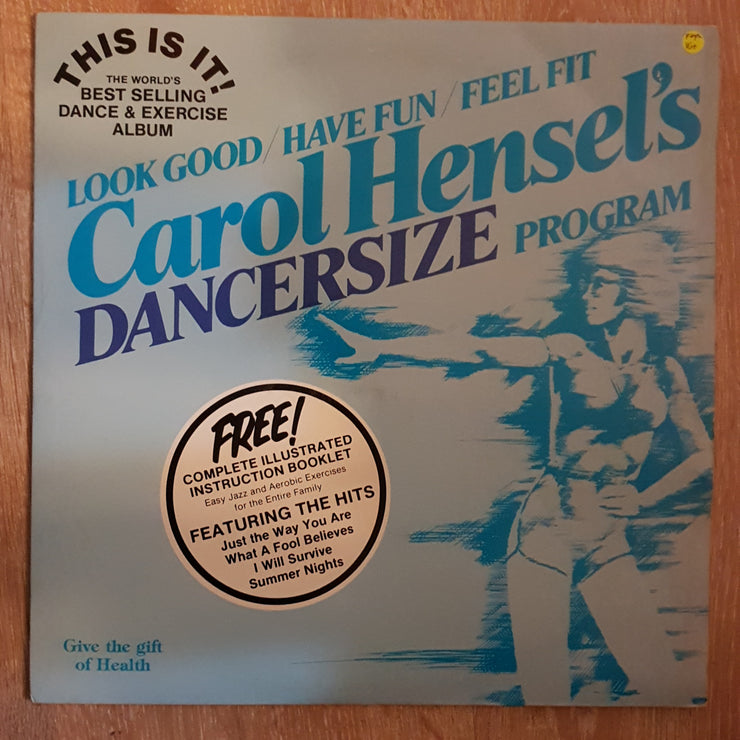 THIS IS IT!
THE WORLD'S
BEST SELLING
DANCE & EXERCISE
ALBUM
LOOK GOOD/HAVE FUN/FEEL FIT
Carol Hensel's
DANCERSIZE PROGRAM
FREE!
COMPLETE ILLUSTRATED
INSTRUCTION BOOKLET
Easy Jazz and Aerobic Exercises
for the Entire Family
FEATURING THE HITS
Just the Way You Are
What A Fool Believes
I Will Survive
Summer Nights
Give the gift
of Health